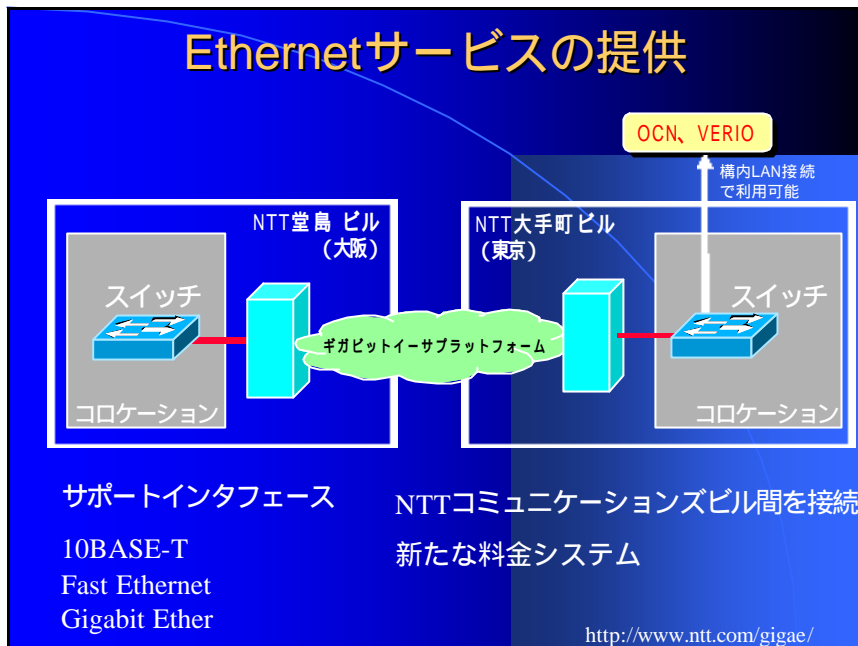 Ethernetサービスの提供
OCN、VERIO
構内LAN接続
で利用可能
NTT堂島 ビル
(大阪)
スイッチ
コロケーション
ギガビットイーサプラットフォーム
NTT大手町ビル
(東京)
スイッチ
コロケーション
サポートインタフェース
10BASE-T
Fast Ethernet
Gigabit Ether
NTTコミュニケーションズビル間を接続
新たな料金システム
http://www.ntt.com/gigae/